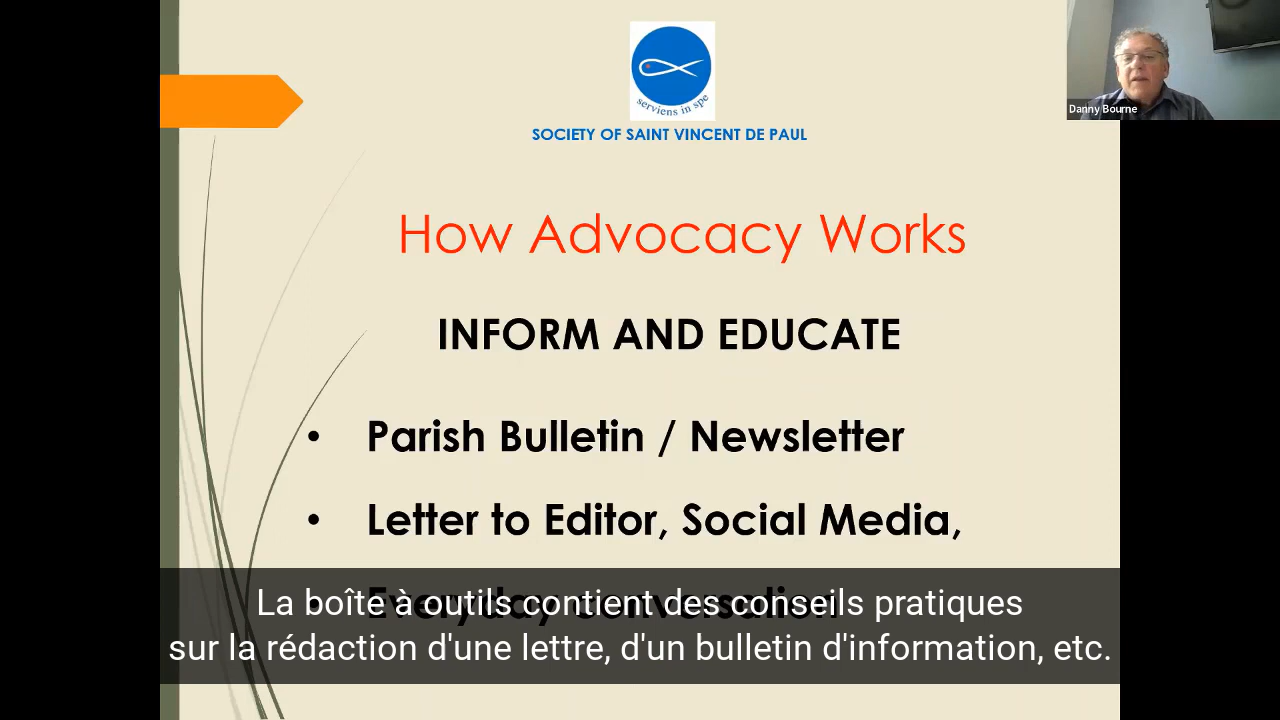 serviens in spe
SOCIETY OF SAINT VINCENT DE PAUL
Danny Bourne
How Advocacy Works
INFORM AND EDUCATE
• Parish Bulletin / Newsletter
• Letter to Editor, Social Media,
• Everyday conversation
La boîte à outils contient des conseils pratiques
sur la rédaction d'une lettre, d'un bulletin d'information, etc.